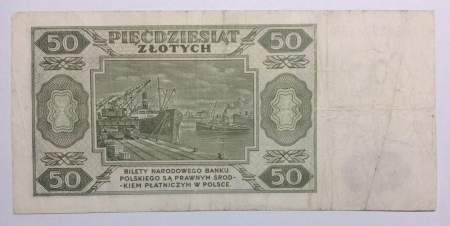 50 PIĘĆDZIESIĄT 50
ZŁOTYCH
BILETY NARODOWEGO BANKU
POLSKIEGO SĄ PRAWNYM ŚROD-
-KIEM PŁATNICZYM W POLSCE.
50 50